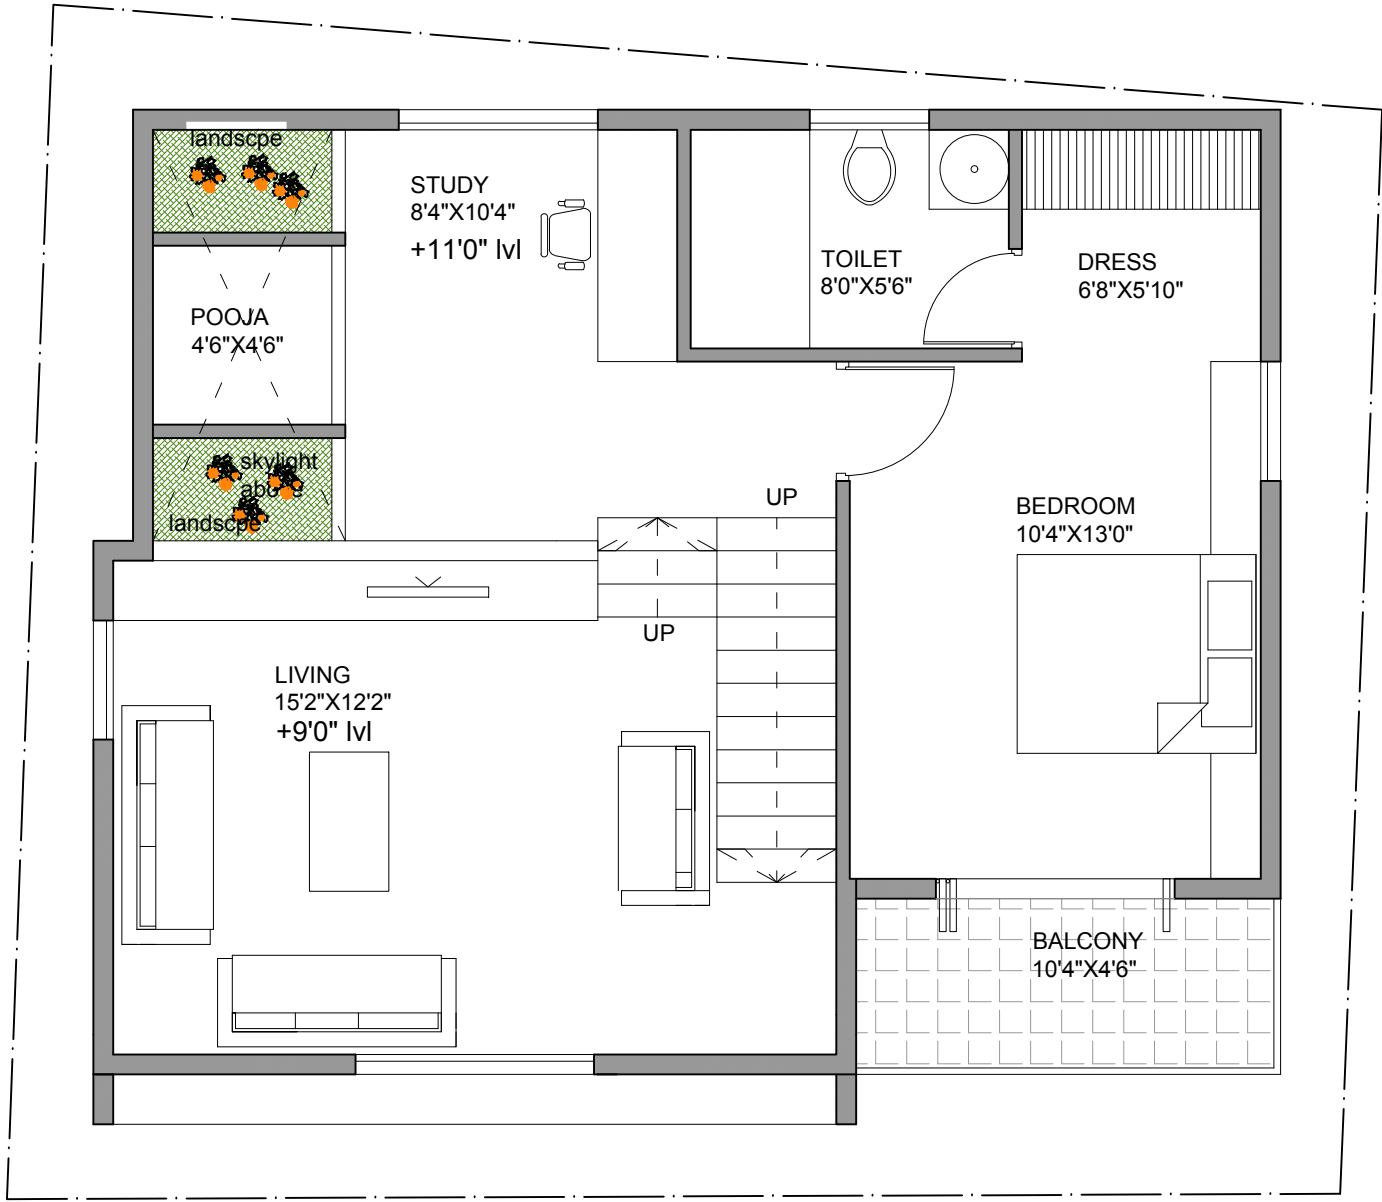 landscpe
STUDY
8'4"X10'4"
+11'0" lvl
TOILET
8'0"X5'6"
DRESS
6'8"X5'10"
POOJA
4'6"X4'6"
skylight
above
landscpe
UP
UP
BEDROOM
10'4"X13'0"
LIVING
15'2"X12'2"
+9'0" lvl
BALCONY
10'4"X4'6"